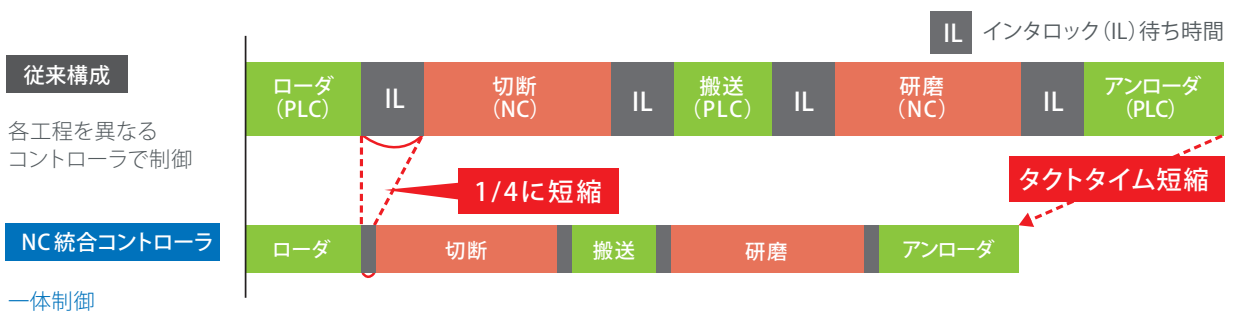 IL インタロック(IL)待ち時間
従来構成
各工程を異なる
コントローラで制御
ローダ
(PLC)
IL
切断
(NC)
IL
搬送
(PLC)
IL
研磨
(NC)
IL
アンローダ
(PLC)
1/4に短縮
タクトタイム短縮
NC統合コントローラ
一体制御
ローダ
切断
搬送
研磨
アンローダ